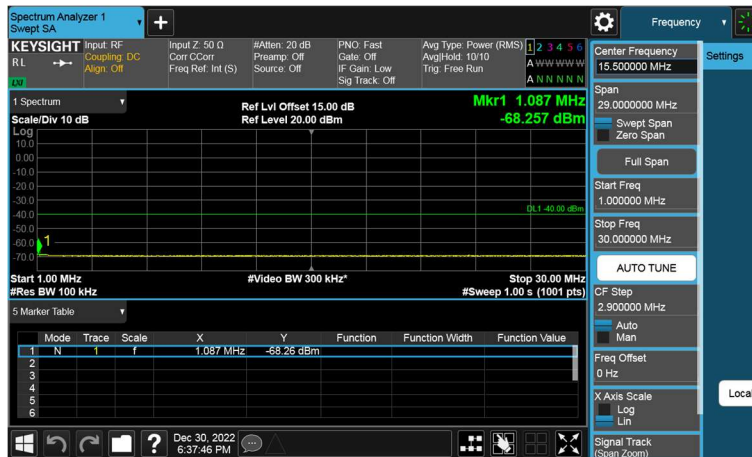 Spectrum Analyzer 1
Swept SA
Frequency
KEYSIGHT Input: RF Input Z: 50 Ω #Atten: 20 dB PNO: Fast Avg Type: Power (RMS) 1 2 3 4 5 6
RL Coupling: DC Corr CCorr Preamp: Off Gate: Off Avg|Hold: 10/10 A W W W W W
Align: Off Freq Ref: Int (S) Source: Off IF Gain: Low Trig: Free Run
Sig Track: Off A N N N N N
LXI
1 Spectrum
Scale/Div 10 dB
Ref Lvl Offset 15.00 dB
Ref Level 20.00 dBm
Mkr1 1.087 MHz
-68.257 dBm
Log
10.0
0.00
-10.0
-20.0
-30.0
-40.0
DL1 -40.00 dBm
-50.0
-60.0
1
-70.0
Start 1.00 MHz #Video BW 300 kHz* Stop 30.00 MHz
#Res BW 100 kHz #Sweep 1.00 s (1001 pts)
5 Marker Table
Mode Trace Scale X Y Function Function Width Function Value
1 N 1 f 1.087 MHz -68.26 dBm
2
3
4
5
6
Dec 30, 2022
6:37:46 PM
Center Frequency
15.500000 MHz
Settings
Span
29.0000000 MHz
Swept Span
Zero Span
Full Span
Start Freq
1.000000 MHz
Stop Freq
30.000000 MHz
AUTO TUNE
CF Step
2.900000 MHz
Auto
Man
Freq Offset
0 Hz
X Axis Scale
Log
Lin
Local
Signal Track
(Span Zoom)